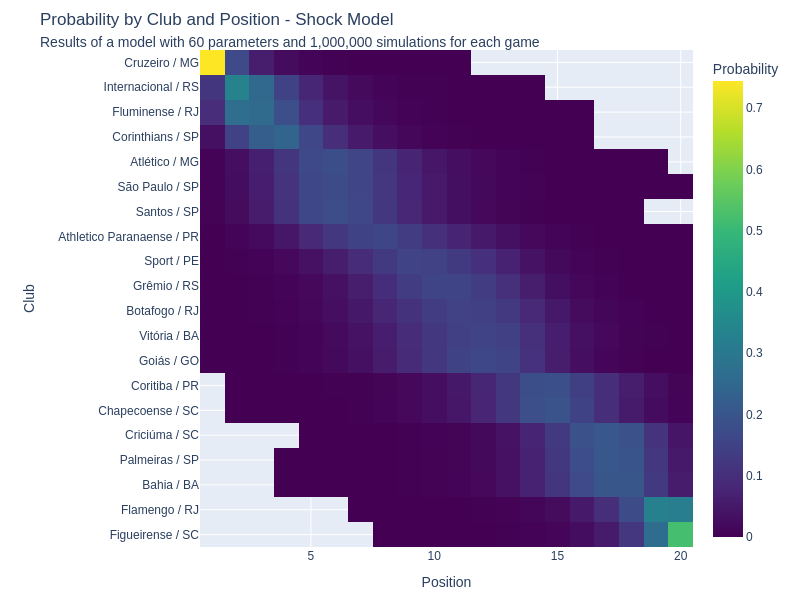 Probability by Club and Position - Shock Model
Results of a model with 60 parameters and 1,000,000 simulations for each game
Probability
Club
Cruzeiro / MG
Internacional / RS
Fluminense / RJ
Corinthians / SP
Atlético / MG
São Paulo / SP
Santos / SP
Athletico Paranaense / PR
Sport / PE
Grêmio / RS
Botafogo / RJ
Vitória / BA
Goiás / GO
Coritiba / PR
Chapecoense / SC
Criciúma / SC
Palmeiras / SP
Bahia / BA
Flamengo / RJ
Figueirense / SC
0.7
0.6
0.5
0.4
0.3
0.2
0.1
0
5 10 15 20
Position